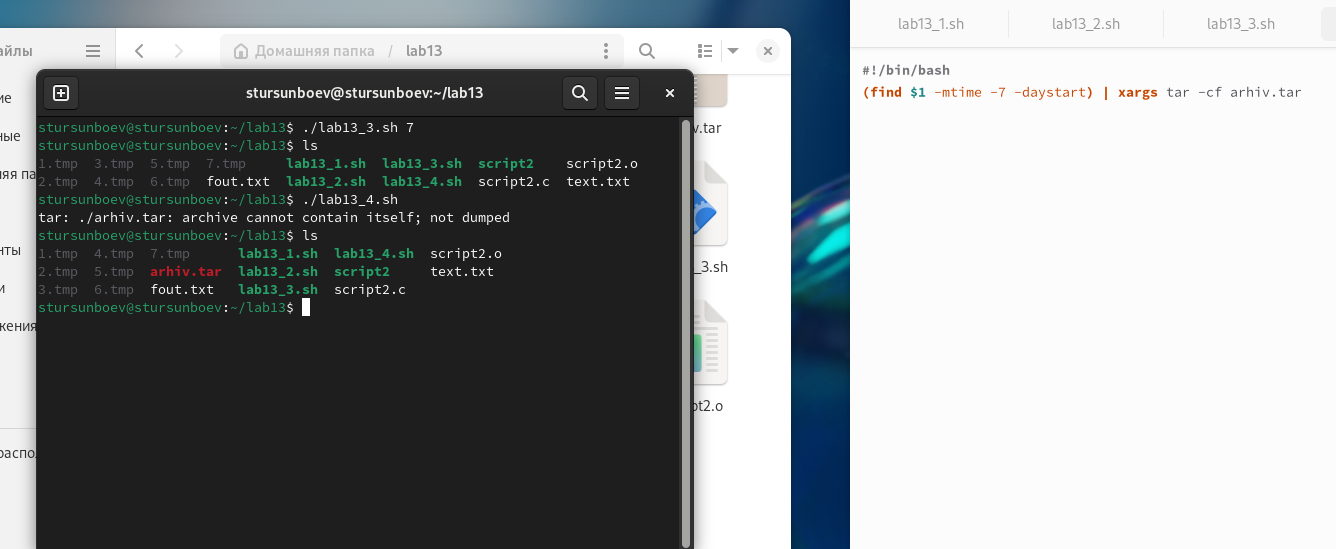 lab13_1.sh lab13_2.sh lab13_3.sh
айлы
Домашняя папка / lab13
#!/bin/bash
(find $1 -mtime -7 -daystart) | xargs tar -cf arhiv.tar
stursunboev@stursunboev:~/lab13
stursunboev@stursunboev:~/lab13$ ./lab13_3.sh 7
stursunboev@stursunboev:~/lab13$ ls
1.tmp 3.tmp 5.tmp 7.tmp lab13_1.sh lab13_3.sh script2 script2.o
2.tmp 4.tmp 6.tmp fout.txt lab13_2.sh lab13_4.sh script2.c text.txt
stursunboev@stursunboev:~/lab13$ ./lab13_4.sh
tar: ./arhiv.tar: archive cannot contain itself; not dumped
stursunboev@stursunboev:~/lab13$ ls
1.tmp 4.tmp 7.tmp lab13_1.sh lab13_4.sh script2.o
2.tmp 5.tmp arhiv.tar lab13_2.sh script2 text.txt
3.tmp 6.tmp fout.txt lab13_3.sh script2.c
stursunboev@stursunboev:~/lab13$
v.tar
_3.sh
pt2.o
ие
ные
яя па
нты
и
жения
распол